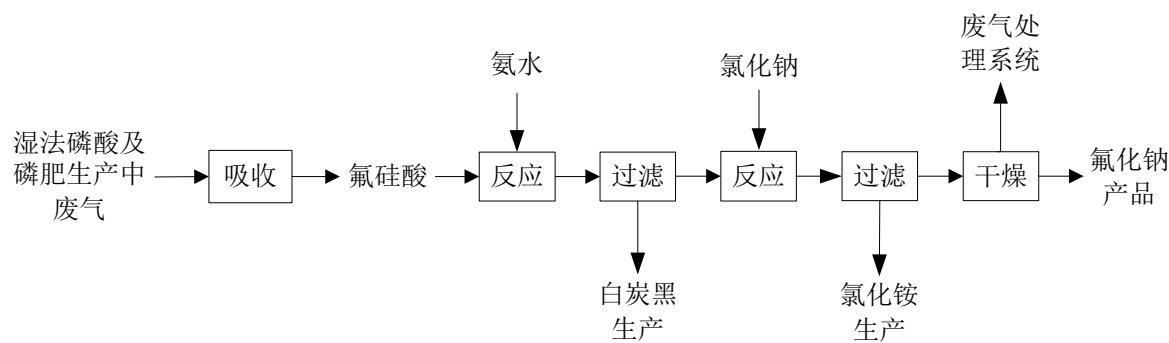 湿法磷酸及
磷肥生产中
废气
吸收
氟硅酸
氨水
反应
过滤
白炭黑
生产
氯化钠
反应
过滤
氯化铵
生产
干燥
废气处
理系统
氟化钠
产品